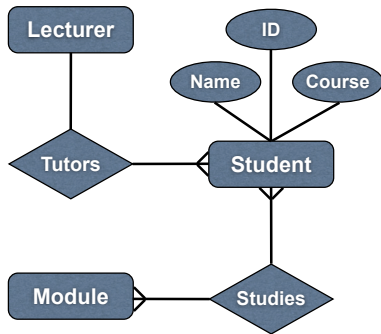 Lecturer
ID
Name
Course
Tutors
Student
Module
Studies